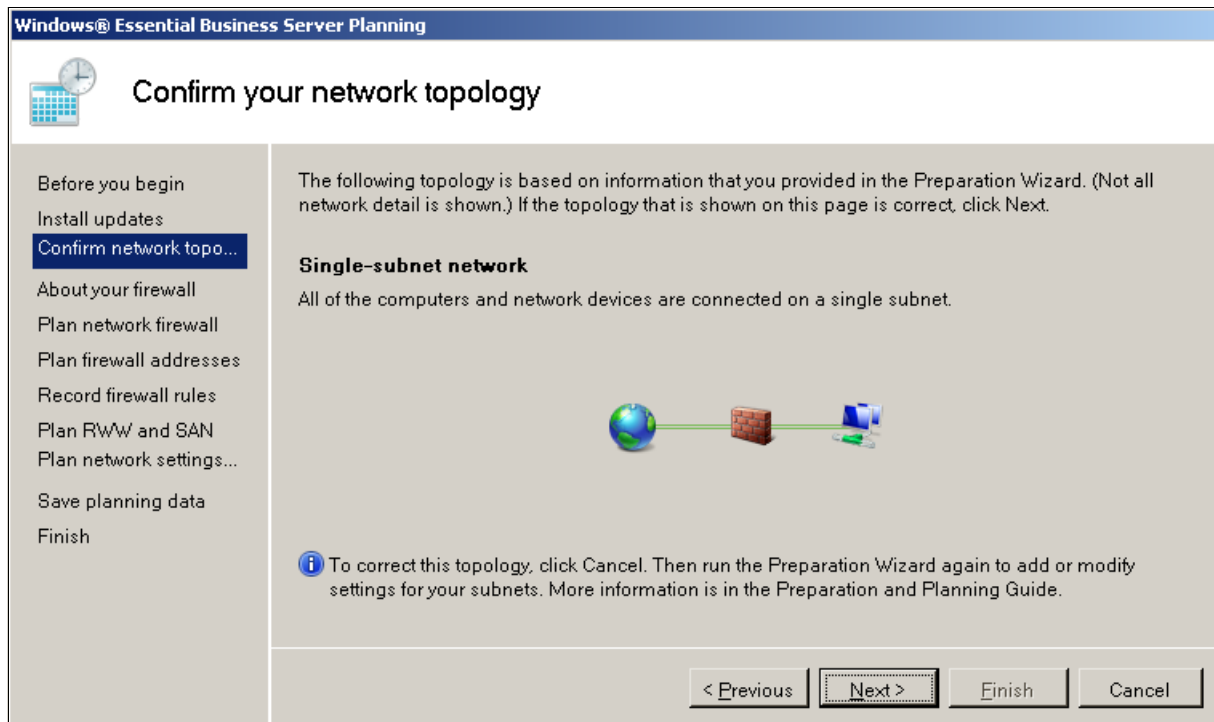 Windows® Essential Business Server Planning
Confirm your network topology
Before you begin
Install updates
Confirm network topo...
About your firewall
Plan network firewall
Plan firewall addresses
Record firewall rules
Plan RWW and SAN
Plan network settings...
Save planning data
Finish
The following topology is based on information that you provided in the Preparation Wizard. (Not all
network detail is shown.) If the topology that is shown on this page is correct, click Next.
Single-subnet network
All of the computers and network devices are connected on a single subnet.
To correct this topology, click Cancel. Then run the Preparation Wizard again to add or modify
settings for your subnets. More information is in the Preparation and Planning Guide.
< Previous Next > Finish Cancel